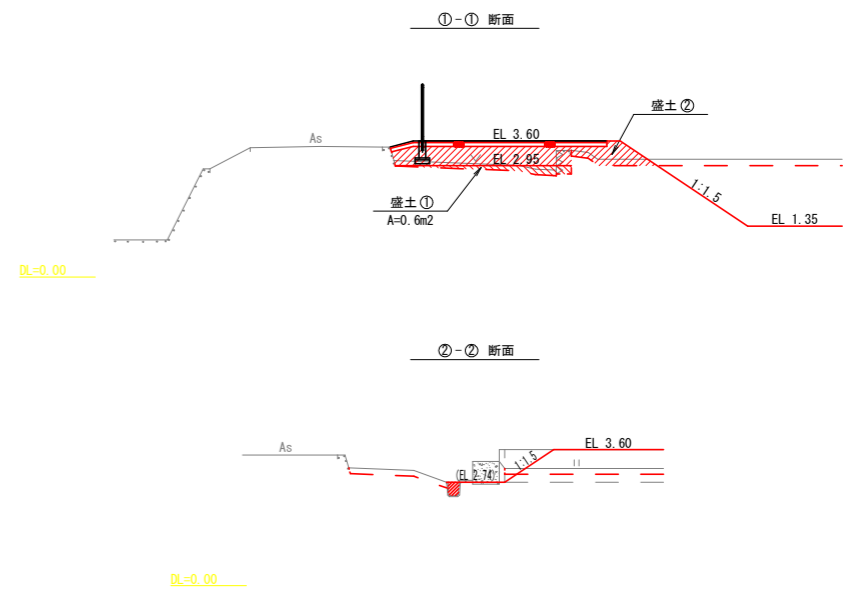 ①-① 断面
盛土②
As
EL 3.60
EL 2.95
1:1.5
盛土①
A=0.6m2
EL 1.35
DL=0.00
②-② 断面
EL 3.60
As
1:1.5
(EL 2.74)
DL=0.00